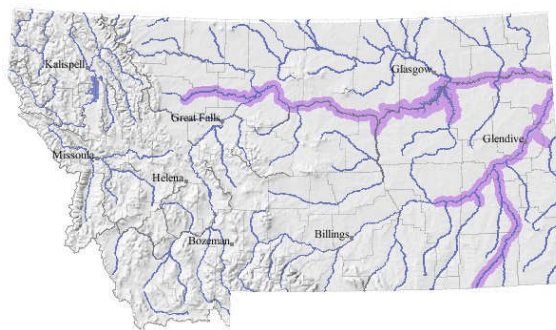 Kalispell
Glasgow
Great Falls
Glendive
Missoula
Helena
Bozeman
Billings